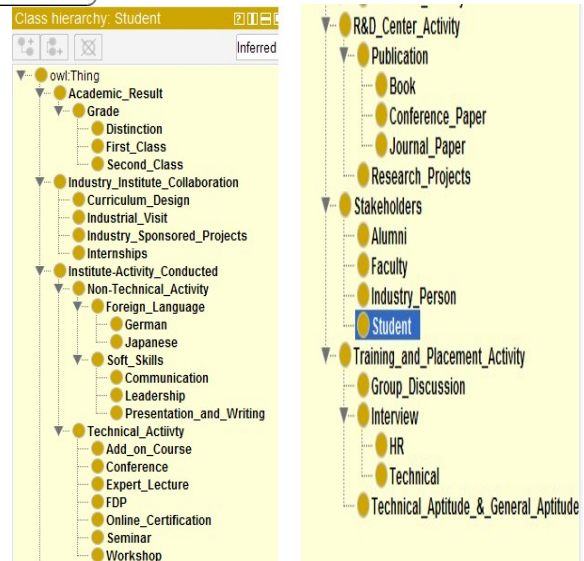 Class hierarchy: Student
Inferred
owl:Thing
Academic_Result
Grade
Distinction
First_Class
Second_Class
Industry_Institute_Collaboration
Curriculum_Design
Industrial_Visit
Industry_Sponsored_Projects
Internships
Institute-Activity_Conducted
Non-Technical_Activity
Foreign_Language
German
Japanese
Soft_Skills
Communication
Leadership
Presentation_and_Writing
Technical_Actiivty
Add_on_Course
Conference
Expert_Lecture
FDP
Online_Certification
Seminar
Workshop
R&D_Center_Activity
Publication
Book
Conference_Paper
Journal_Paper
Research_Projects
Stakeholders
Alumni
Faculty
Industry_Person
Student
Training_and_Placement_Activity
Group_Discussion
Interview
HR
Technical
Technical_Aptitude_&_General_Aptitude